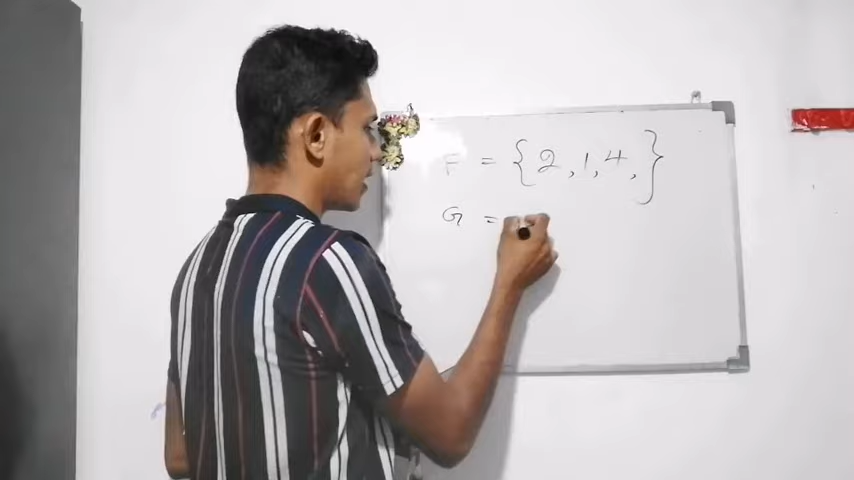 F = {2,1,4,}
G =